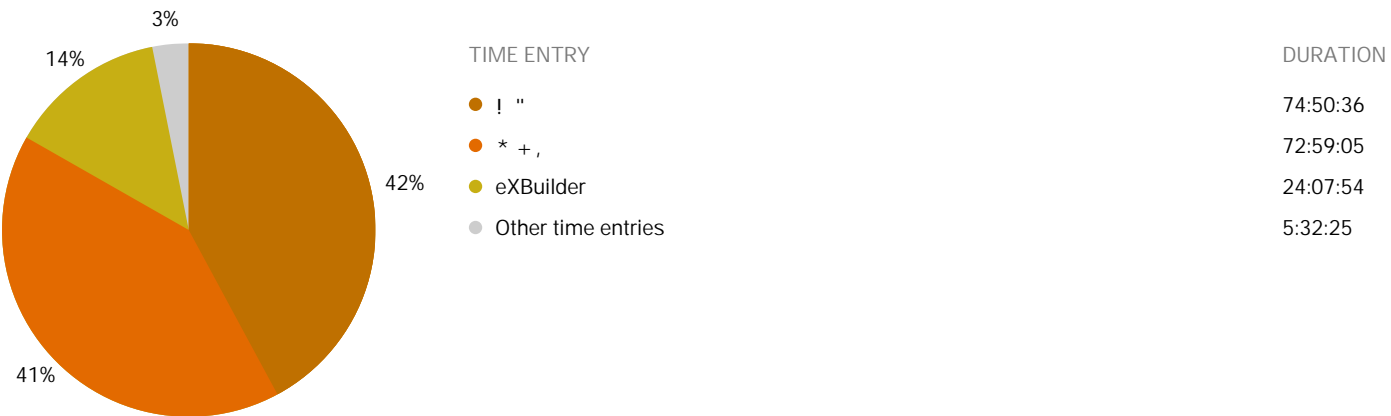 3%
14%
42%
41%
TIME ENTRY DURATION
! " 74:50:36
* +, 72:59:05
eXBuilder 24:07:54
Other time entries 5:32:25